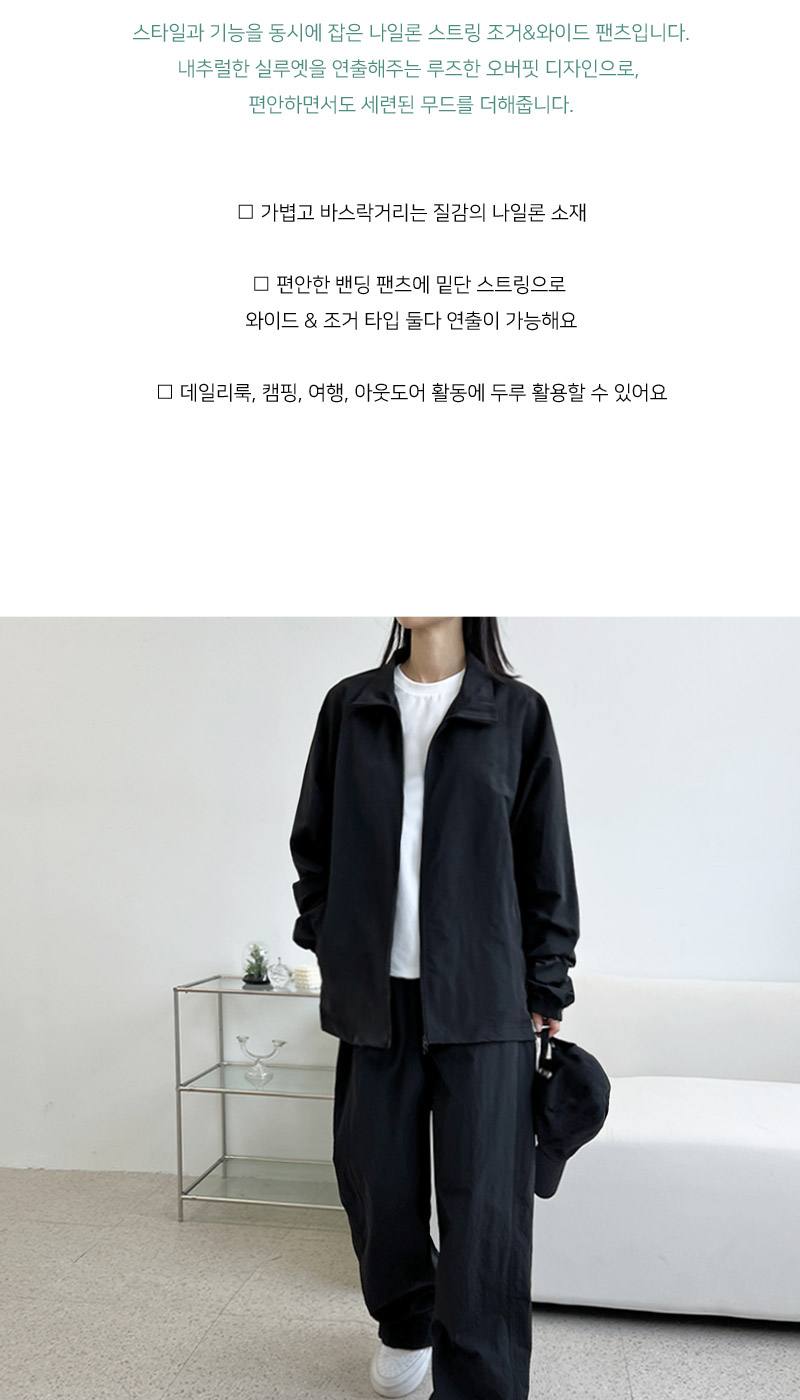 스타일과 기능을 동시에 잡은 나일론 스트링 조거&와이드 팬츠입니다.
내추럴한 실루엣을 연출해주는 루즈한 오버핏 디자인으로,
편안하면서도 세련된 무드를 더해줍니다.
□ 가볍고 바스락거리는 질감의 나일론 소재
□ 편안한 밴딩 팬츠에 밑단 스트링으로
와이드 & 조거 타입 둘다 연출이 가능해요
□ 데일리룩, 캠핑, 여행, 아웃도어 활동에 두루 활용할 수 있어요